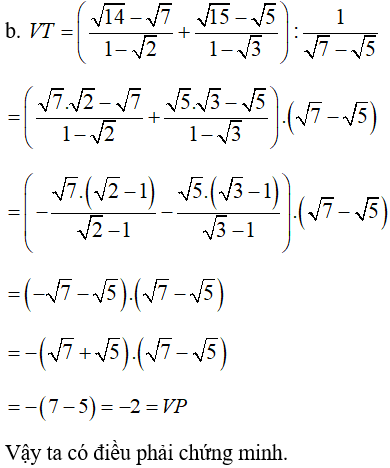 b. VT = ( (√14 − √7)/(1 − √2) + (√15 − √5)/(1 − √3) ) : 1/(√7 − √5)
= ( (√7.√2 − √7)/(1 − √2) + (√5.√3 − √5)/(1 − √3) ) . (√7 − √5)
= ( − (√7.(√2 − 1))/(√2 − 1) − (√5.(√3 − 1))/(√3 − 1) ) . (√7 − √5)
= (−√7 − √5).(√7 − √5)
= −(√7 + √5).(√7 − √5)
= −(7 − 5) = −2 = VP
Vậy ta có điều phải chứng minh.